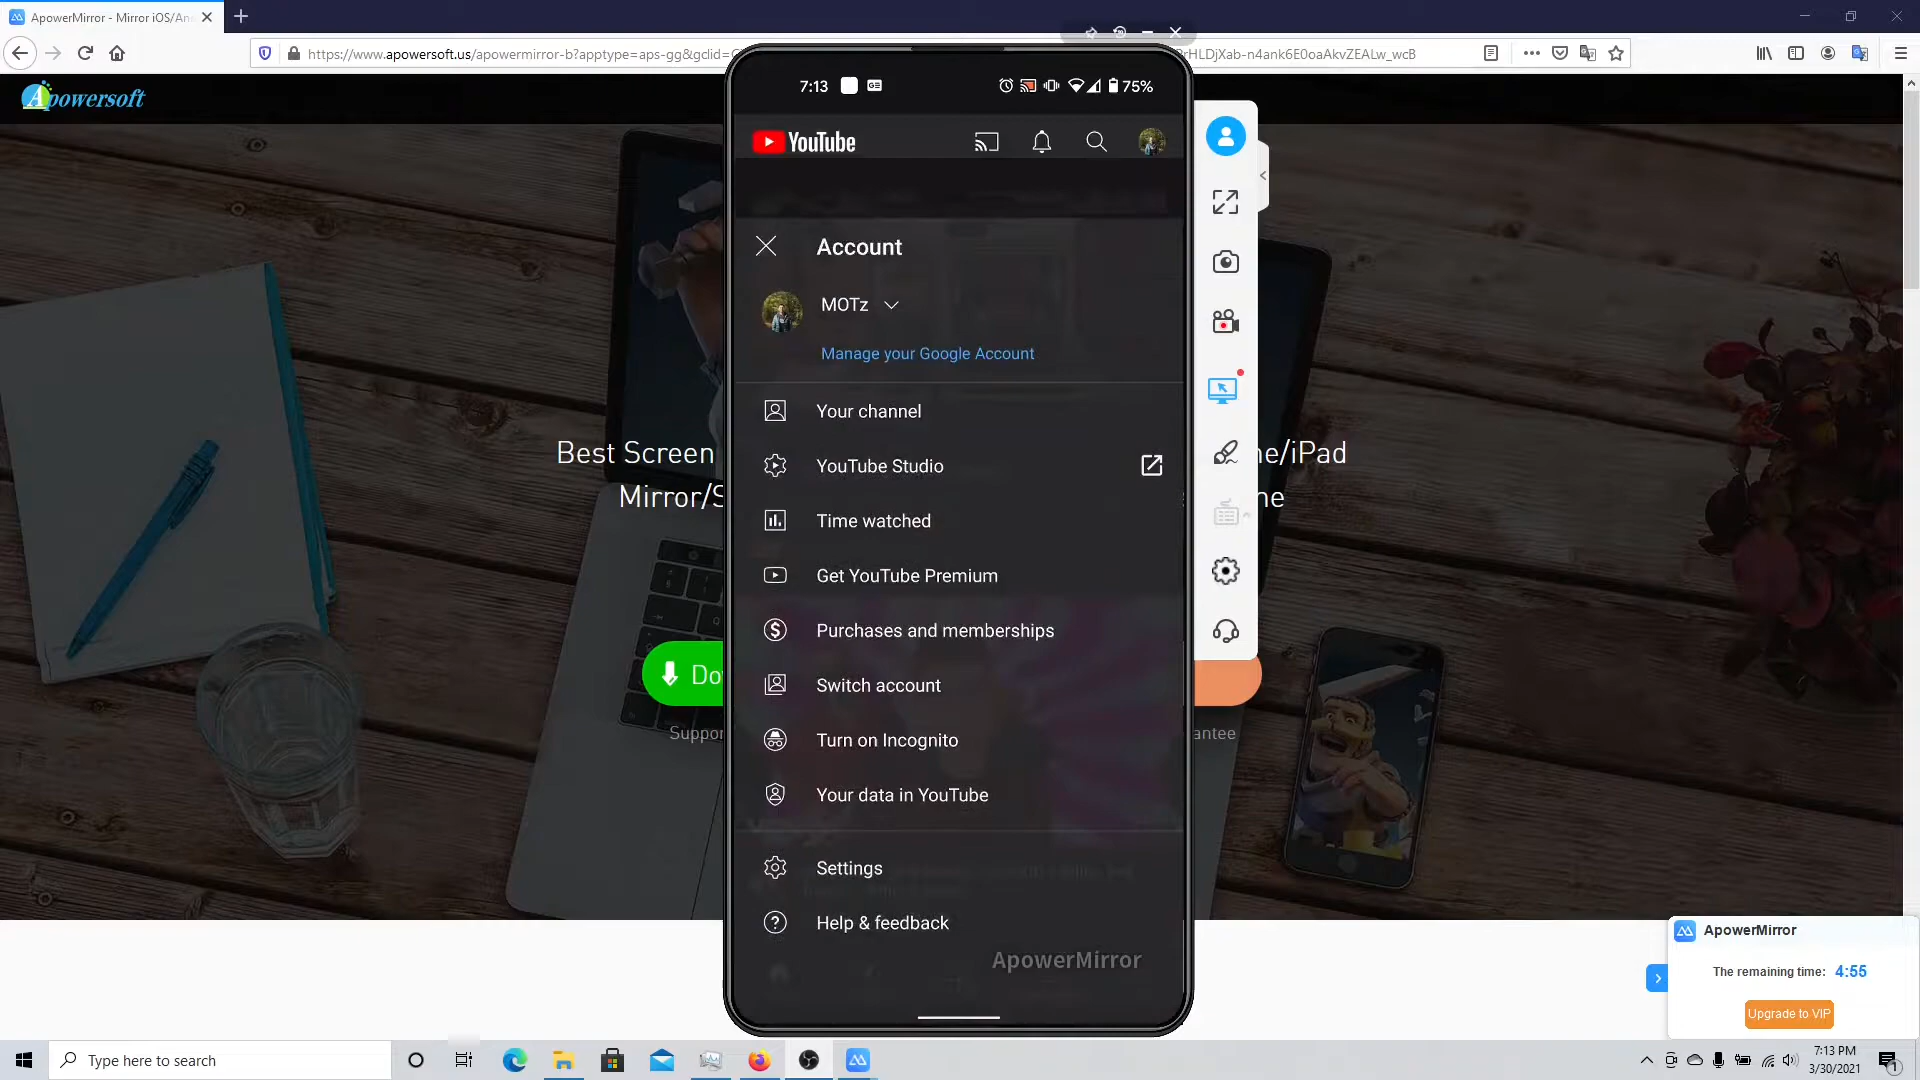 ApowerMirror - Mirror iOS/An
https://www.apowersoft.us/apowermirror-b?apptype=aps-gg&gclid=C
rHLDjXab-n4ank6E0oaAkvZEALw_wcB
Apowersoft
7:13
GE
75%
YouTube
Account
MOTz
Manage your Google Account
Your channel
YouTube Studio
Time watched
Get YouTube Premium
Purchases and memberships
Switch account
Turn on Incognito
Your data in YouTube
Settings
Help & feedback
ApowerMirror
Best Screen
ne/iPad
Mirror/S
ne
Do
Suppor
antee
ApowerMirror
The remaining time: 4:55
Upgrade to VIP
Type here to search
7:13 PM
3/30/2021
1